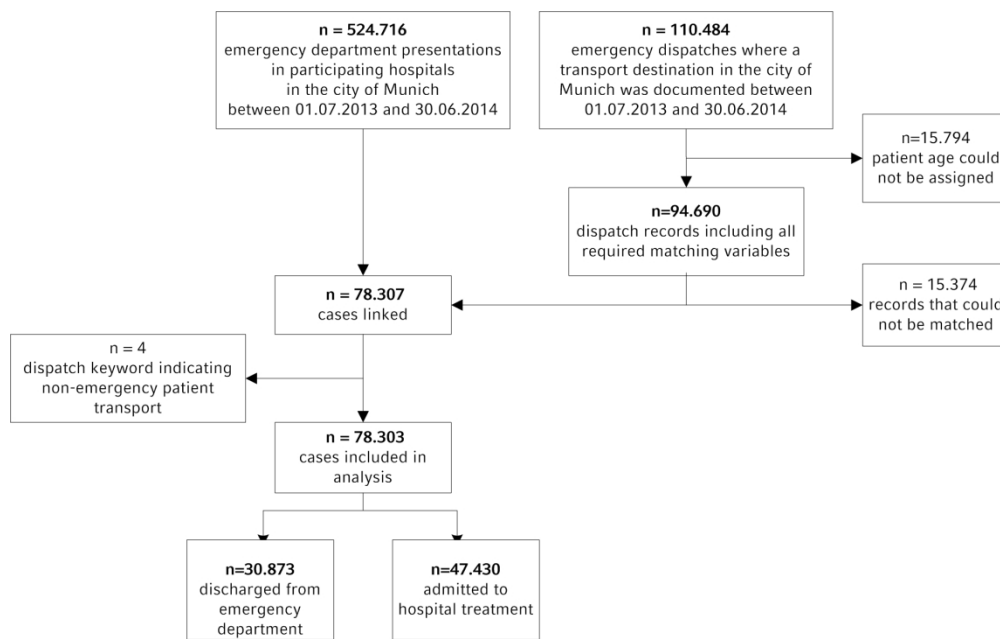 n = 524.716
emergency department presentations
in participating hospitals
in the city of Munich
between 01.07.2013 and 30.06.2014
n = 110.484
emergency dispatches where a
transport destination in the city of
Munich was documented between
01.07.2013 and 30.06.2014
n=15.794
patient age could
not be assigned
n=94.690
dispatch records including all
required matching variables
n = 78.307
cases linked
n = 15.374
records that could
not be matched
n = 4
dispatch keyword indicating
non-emergency patient
transport
n = 78.303
cases included in
analysis
n=30.873
discharged from
emergency
department
n=47.430
admitted to
hospital treatment